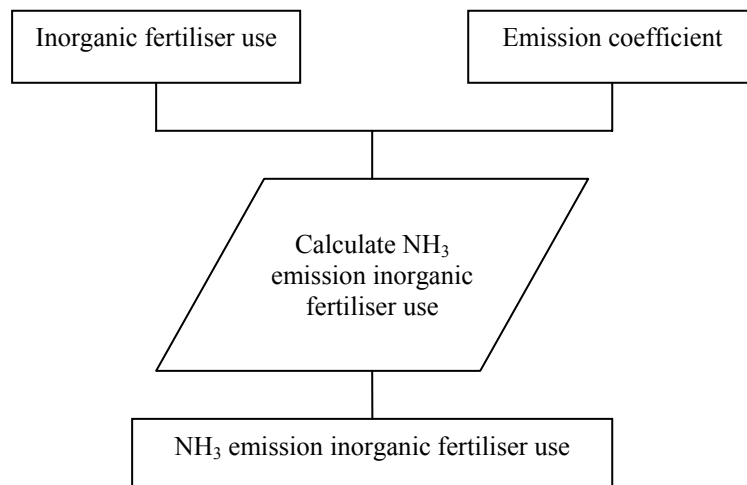 Inorganic fertiliser use
Emission coefficient
Calculate NH₃
emission inorganic
fertiliser use
NH₃ emission inorganic fertiliser use